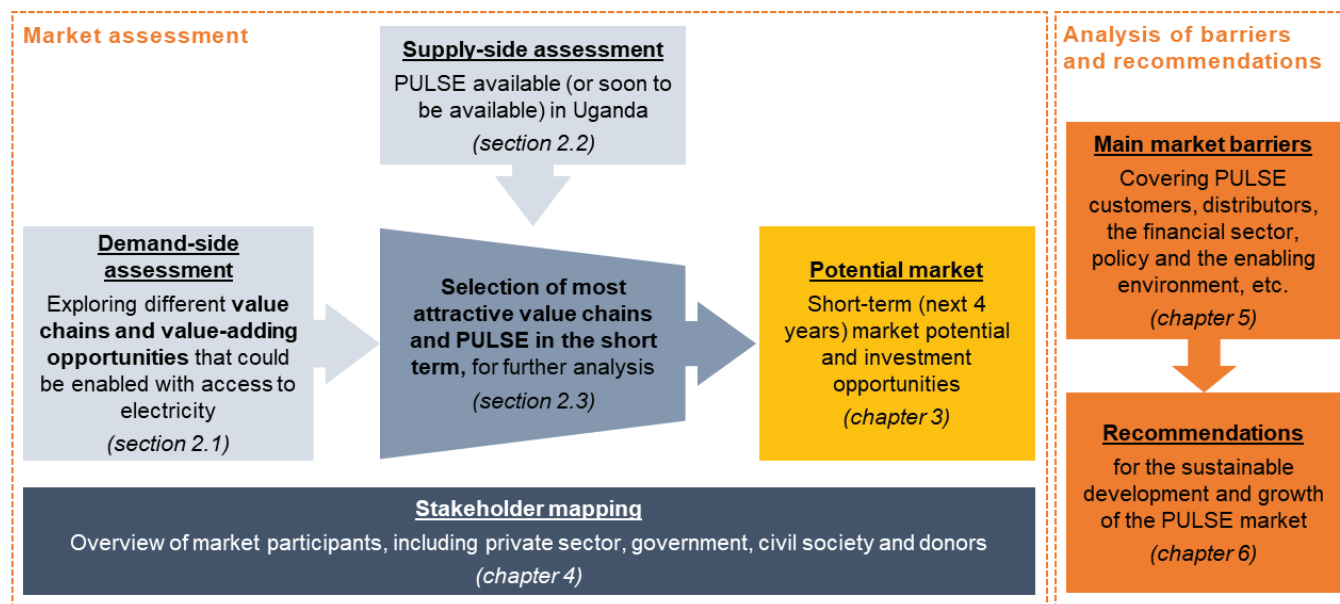 Market assessment
Supply-side assessment
PULSE available (or soon to
be available) in Uganda
(section 2.2)
Demand-side
assessment
Exploring different value
chains and value-adding
opportunities that could
be enabled with access to
electricity
(section 2.1)
Selection of most
attractive value chains
and PULSE in the short
term, for further analysis
(section 2.3)
Potential market
Short-term (next 4
years) market potential
and investment
opportunities
(chapter 3)
Stakeholder mapping
Overview of market participants, including private sector, government, civil society and donors
(chapter 4)
Analysis of barriers
and recommendations
Main market barriers
Covering PULSE
customers, distributors,
the financial sector,
policy and the enabling
environment, etc.
(chapter 5)
Recommendations
for the sustainable
development and growth
of the PULSE market
(chapter 6)